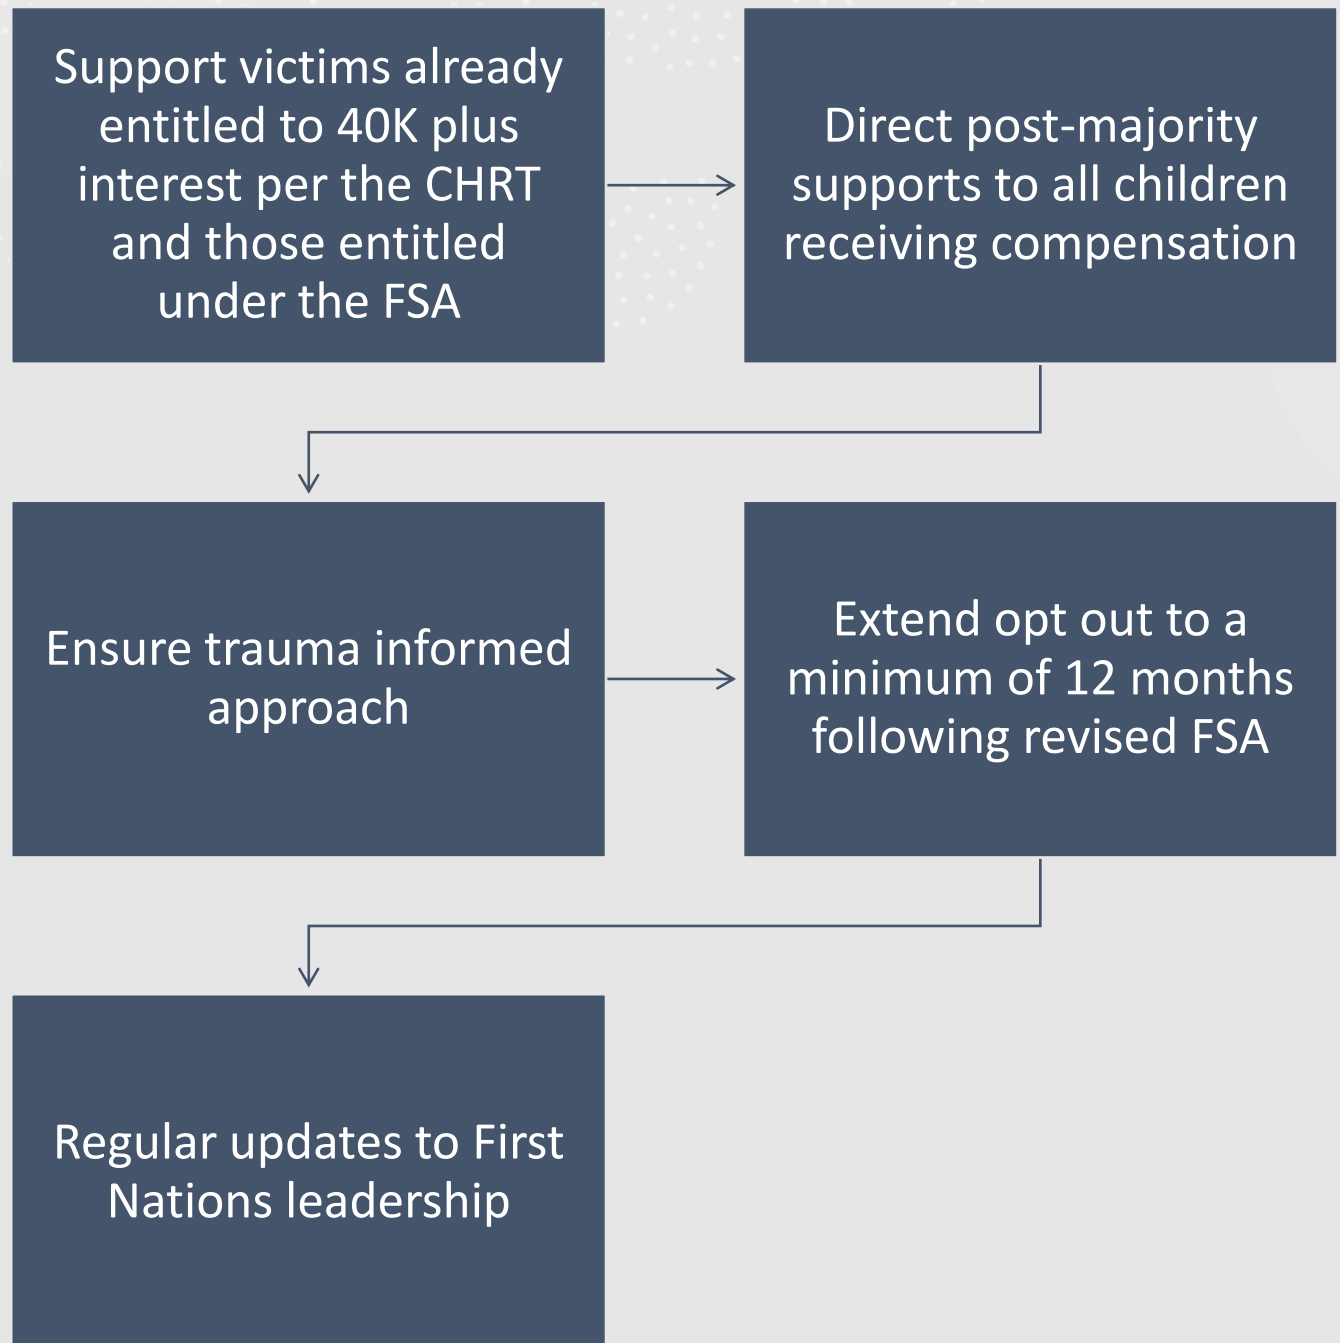 Support victims already
entitled to 40K plus
interest per the CHRT
and those entitled
under the FSA
Direct post-majority
supports to all children
receiving compensation
Ensure trauma informed
approach
Extend opt out to a
minimum of 12 months
following revised FSA
Regular updates to First
Nations leadership